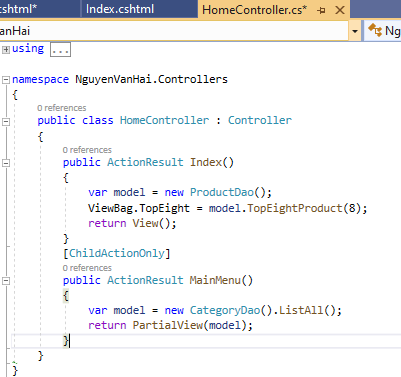 cshtml*
Index.cshtml
HomeController.cs*
VanHai
Ng
using ...
namespace NguyenVanHai.Controllers
{
0 references
public class HomeController : Controller
{
0 references
public ActionResult Index()
{
var model = new ProductDao();
ViewBag.TopEight = model.TopEightProduct(8);
return View();
}
[ChildActionOnly]
0 references
public ActionResult MainMenu()
{
var model = new CategoryDao().ListAll();
return PartialView(model);
}
}
}